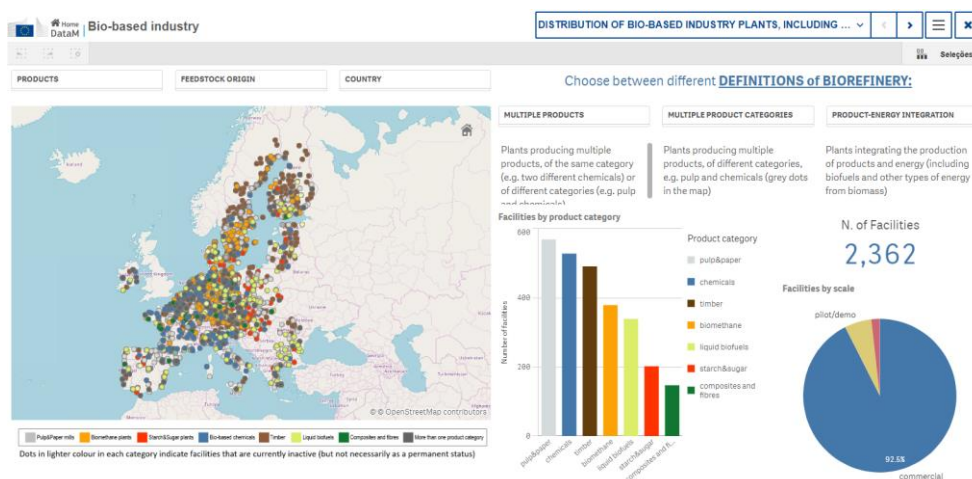 Home
DataM
Bio-based industry
DISTRIBUTION OF BIO-BASED INDUSTRY PLANTS, INCLUDING ...
Seleções
PRODUCTS
FEEDSTOCK ORIGIN
COUNTRY
Choose between different DEFINITIONS of BIOREFINERY:
MULTIPLE PRODUCTS
MULTIPLE PRODUCT CATEGORIES
PRODUCT-ENERGY INTEGRATION
Plants producing multiple
products, of the same category
(e.g. two different chemicals) or
of different categories (e.g. pulp
and chemicals)
Plants producing multiple
products, of different categories,
e.g. pulp and chemicals (grey dots
in the map)
Plants integrating the production
of products and energy (including
biofuels and other types of energy
from biomass)
© © OpenStreetMap contributors
Pulp&Paper mills
Biomethane plants
Starch&Sugar plants
Bio-based chemicals
Timber
Liquid biofuels
Composites and fibres
More than one product category
Dots in lighter colour in each category indicate facilities that are currently inactive (but not necessarily as a permanent status)
Facilities by product category
Number of facilities
600
400
200
0
pulp&paper
chemicals
timber
biomethane
liquid biofuels
starch&sugar
composites and fi...
Product category
pulp&paper
chemicals
timber
biomethane
liquid biofuels
starch&sugar
composites and
fibres
N. of Facilities
2,362
Facilities by scale
pilot/demo
92.5%
commercial